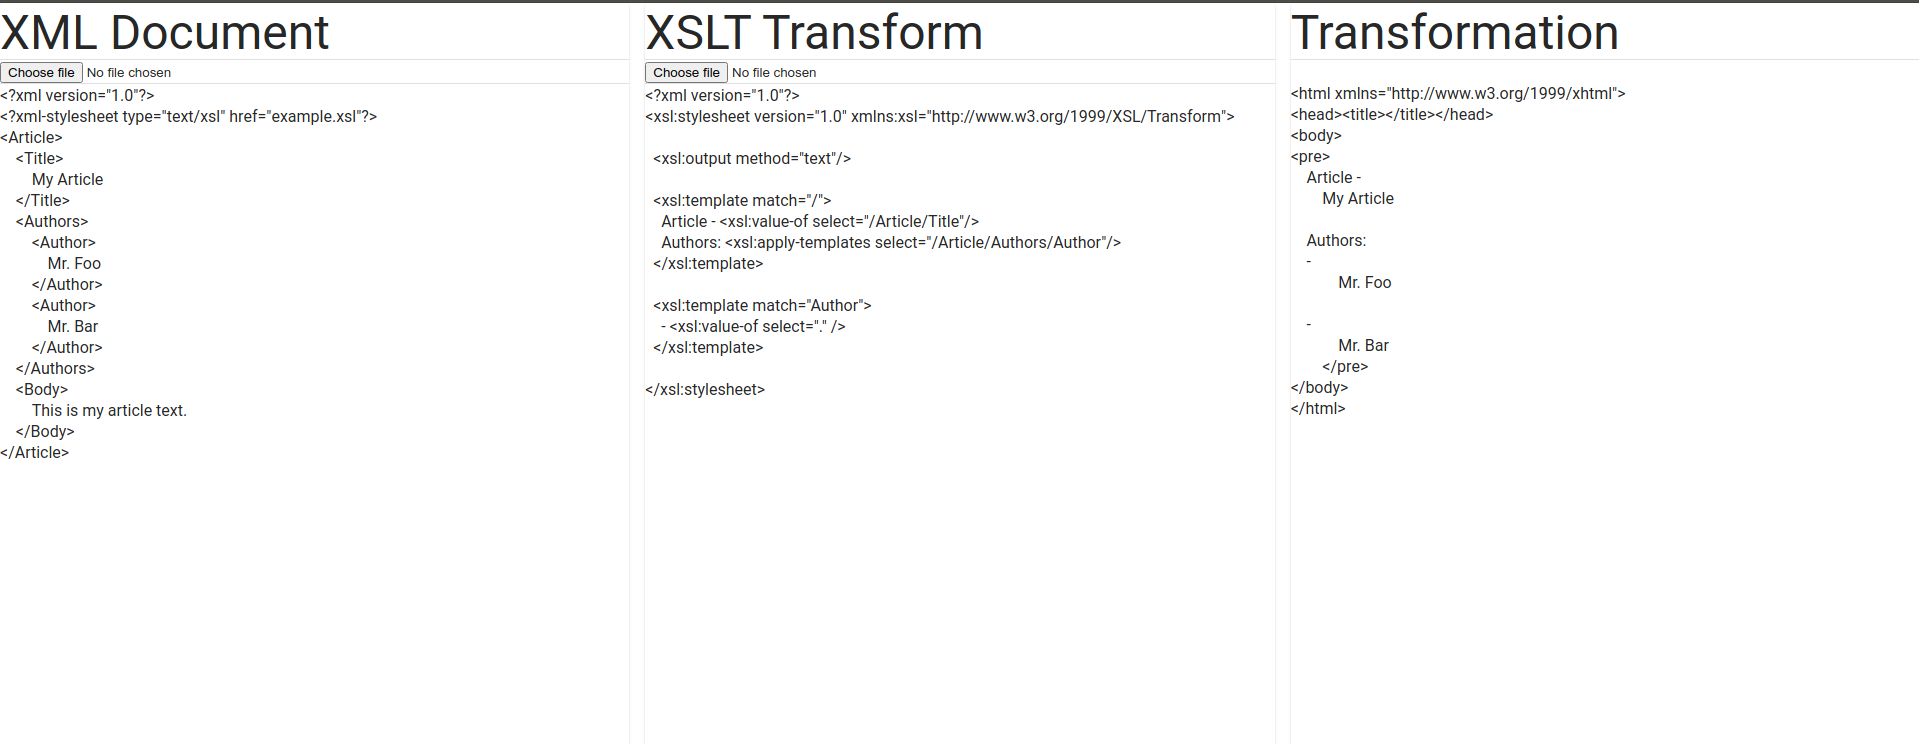 XML Document
Choose file No file chosen
<?xml version="1.0"?>
<?xml-stylesheet type="text/xsl" href="example.xsl"?>
<Article>
<Title>
My Article
</Title>
<Authors>
<Author>
Mr. Foo
</Author>
<Author>
Mr. Bar
</Author>
</Authors>
<Body>
This is my article text.
</Body>
</Article>
XSLT Transform
Choose file No file chosen
<?xml version="1.0"?>
<xsl:stylesheet version="1.0" xmlns:xsl="http://www.w3.org/1999/XSL/Transform">
<xsl:output method="text"/>
<xsl:template match="/">
Article - <xsl:value-of select="/Article/Title"/>
Authors: <xsl:apply-templates select="/Article/Authors/Author"/>
</xsl:template>
<xsl:template match="Author">
- <xsl:value-of select="." />
</xsl:template>
</xsl:stylesheet>
Transformation
<html xmlns="http://www.w3.org/1999/xhtml">
<head><title></title></head>
<body>
<pre>
Article -
My Article
Authors:
-
Mr. Foo
-
Mr. Bar
</pre>
</body>
</html>